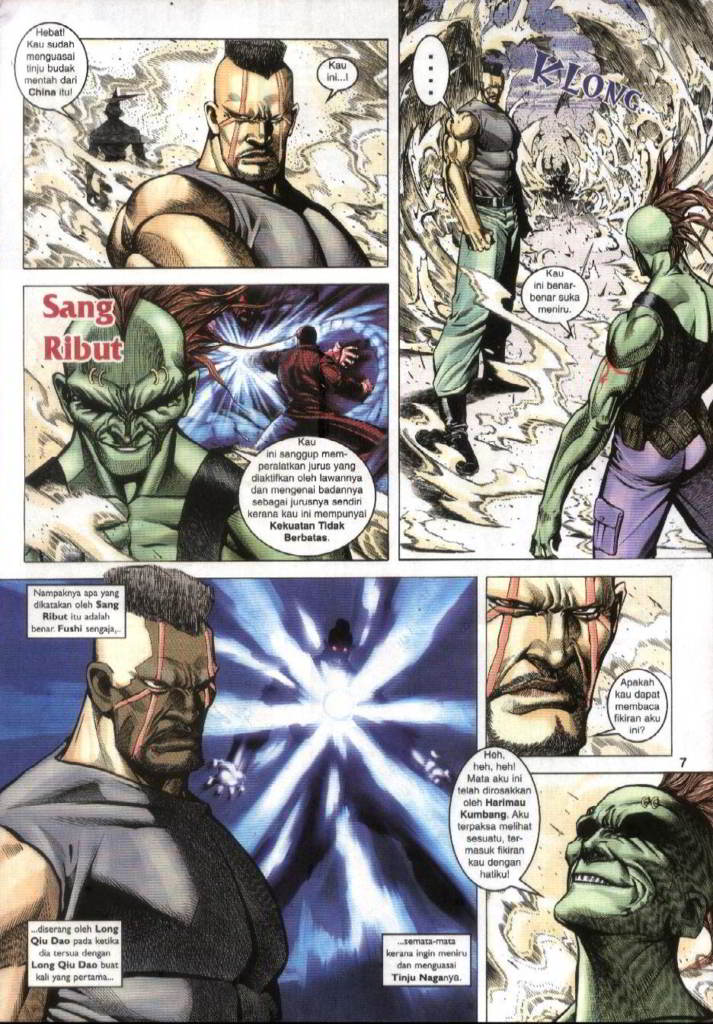 Hebat!
Kau sudah
menguasai
tinju budak
mentah dari
China itu!
Kau
ini...!
....
KLONG
Kau
ini benar-
benar suka
meniru.
Sang
Ribut
Kau
ini sanggup mem-
peralatkan jurus yang
diaktifkan oleh lawannya
dan mengenai badannya
sebagai jurusnya sendiri
kerana kau ini mempunyai
Kekuatan Tidak
Berbatas.
Nampaknya apa yang
dikatakan oleh Sang
Ribut itu adalah
benar. Fushi sengaja,..
...diserang oleh Long
Qiu Dao pada ketika
dia tersua dengan
Long Qiu Dao buat
kali yang pertama...
...semata-mata
kerana ingin meniru
dan menguasai
Tinju Naganya.
Apakah
kau dapat
membaca
fikiran aku
ini?
7
Heh,
heh, heh!
Mata aku ini
telah dirosakkan
oleh Harimau
Kumbang. Aku
terpaksa melihat
sesuatu, ter-
masuk fikiran
kau dengan
hatiku!